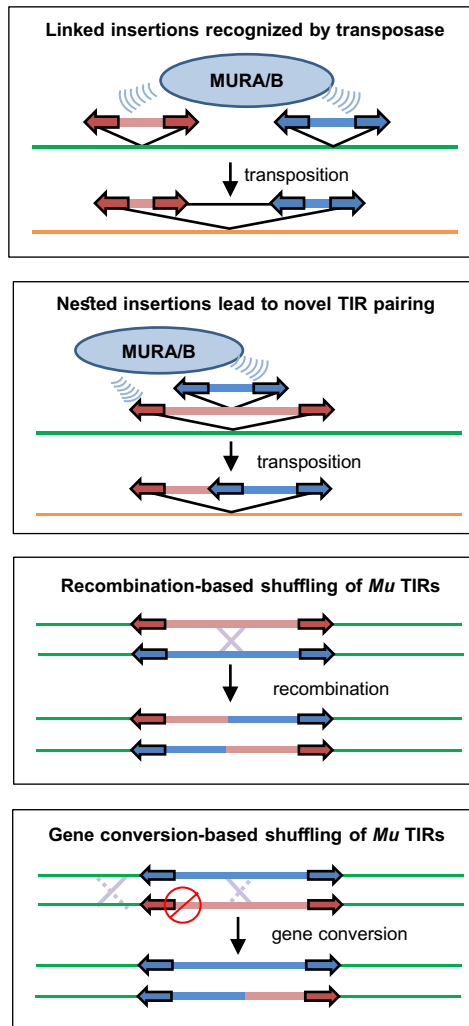 Linked insertions recognized by transposase
MURA/B
transposition
Nested insertions lead to novel TIR pairing
MURA/B
transposition
Recombination-based shuffling of Mu TIRs
recombination
Gene conversion-based shuffling of Mu TIRs
gene conversion